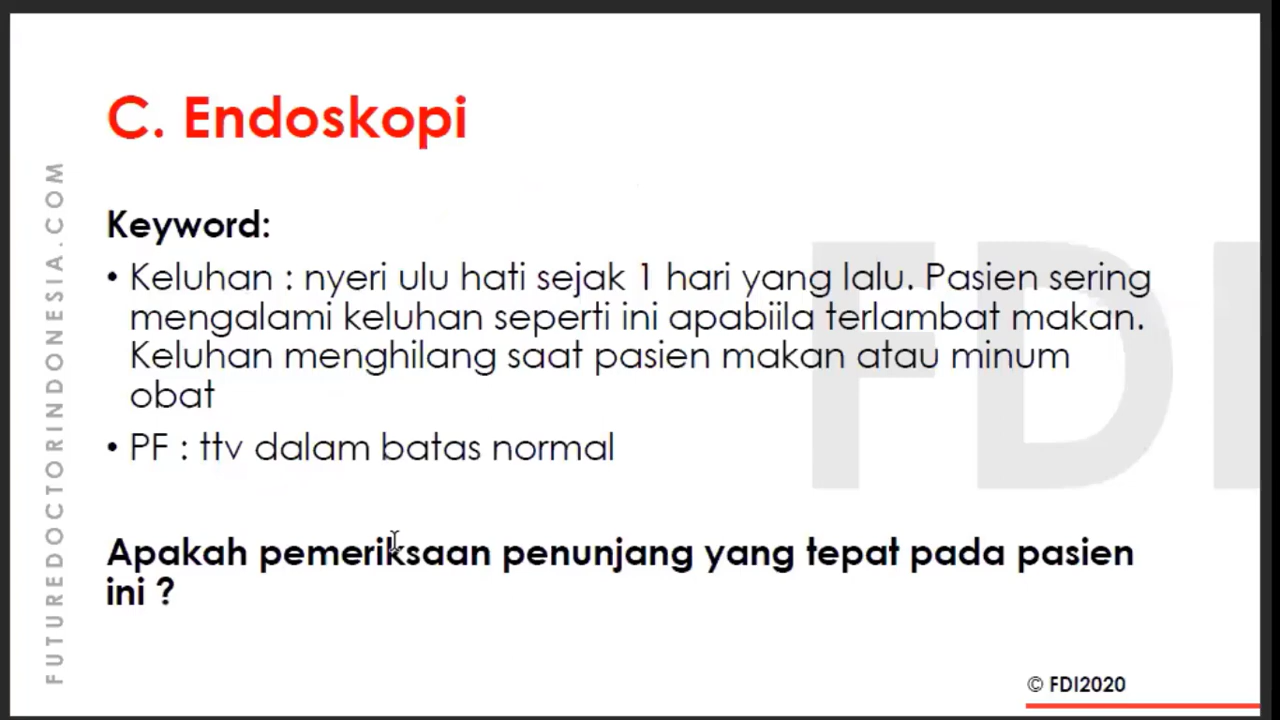 C. Endoskopi
FUTUREDOCTORINDONESIA.COM
Keyword:
• Keluhan : nyeri ulu hati sejak 1 hari yang lalu. Pasien sering
mengalami keluhan seperti ini apabiila terlambat makan.
Keluhan menghilang saat pasien makan atau minum
obat
• PF : ttv dalam batas normal
FDI
Apakah pemeriksaan penunjang yang tepat pada pasien
ini ?
© FDI2020